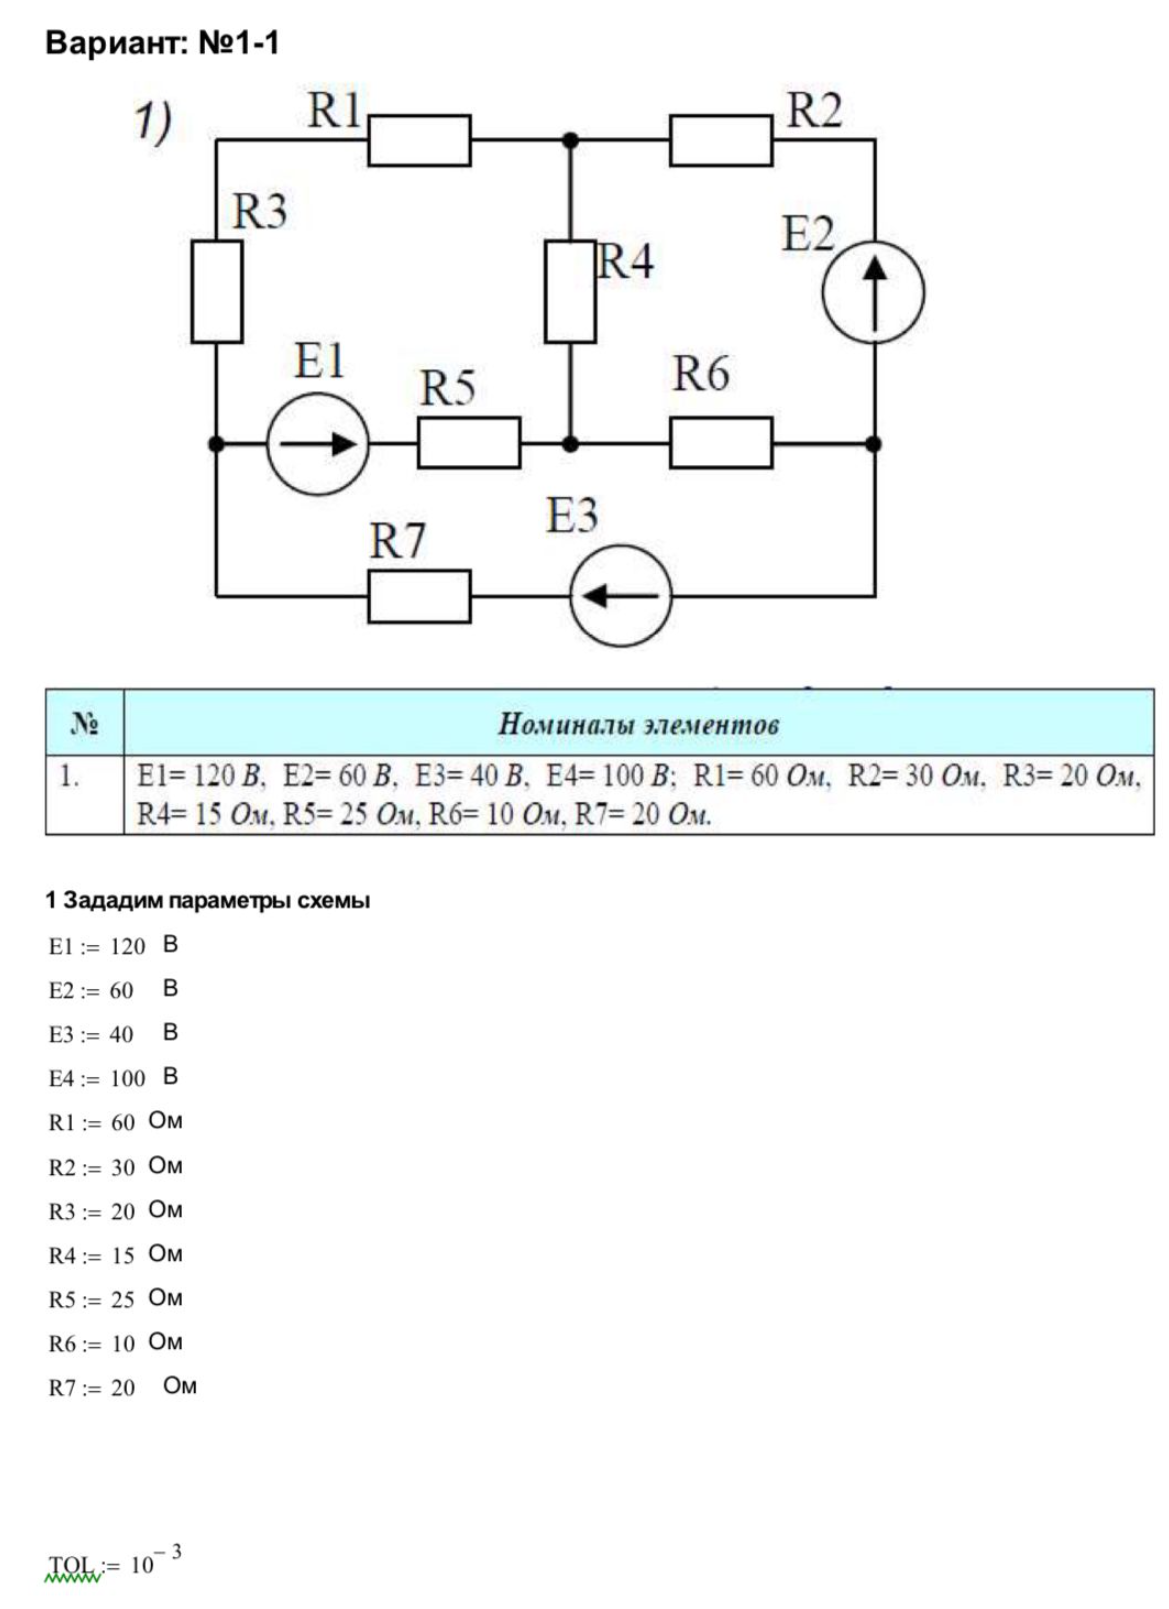 Вариант: №1-1
1)
R1
R2
R3
R4
E2
E1
R5
R6
R7
E3
№ Номиналы элементов
1. E1= 120 В, E2= 60 В, E3= 40 В, E4= 100 В; R1= 60 Ом, R2= 30 Ом, R3= 20 Ом,
R4= 15 Ом, R5= 25 Ом, R6= 10 Ом, R7= 20 Ом.
1 Зададим параметры схемы
E1 := 120 В
E2 := 60 В
E3 := 40 В
E4 := 100 В
R1 := 60 Ом
R2 := 30 Ом
R3 := 20 Ом
R4 := 15 Ом
R5 := 25 Ом
R6 := 10 Ом
R7 := 20 Ом
TOL := 10⁻³